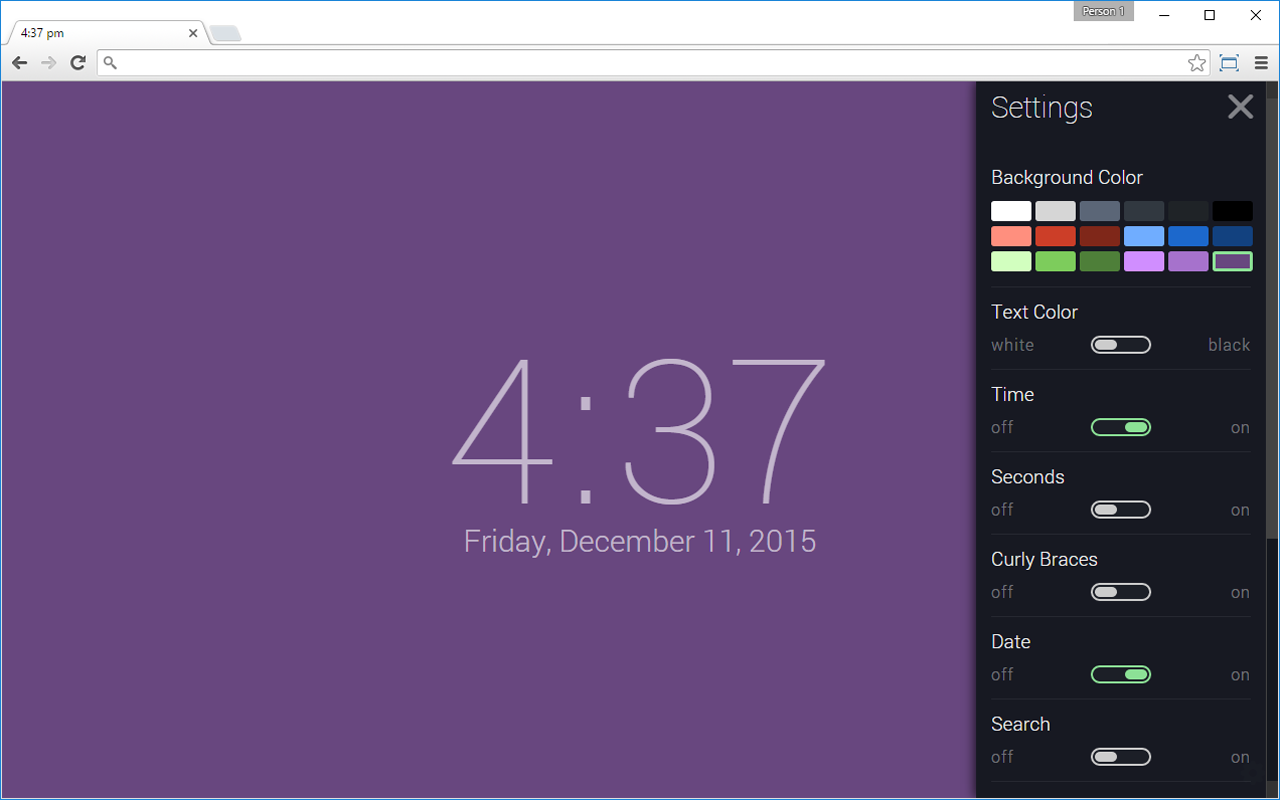 Person 1
4:37 pm
Settings
Background Color
Text Color
white black
Time
off on
Seconds
off on
Curly Braces
off on
Date
off on
Search
off on
4:37
Friday, December 11, 2015